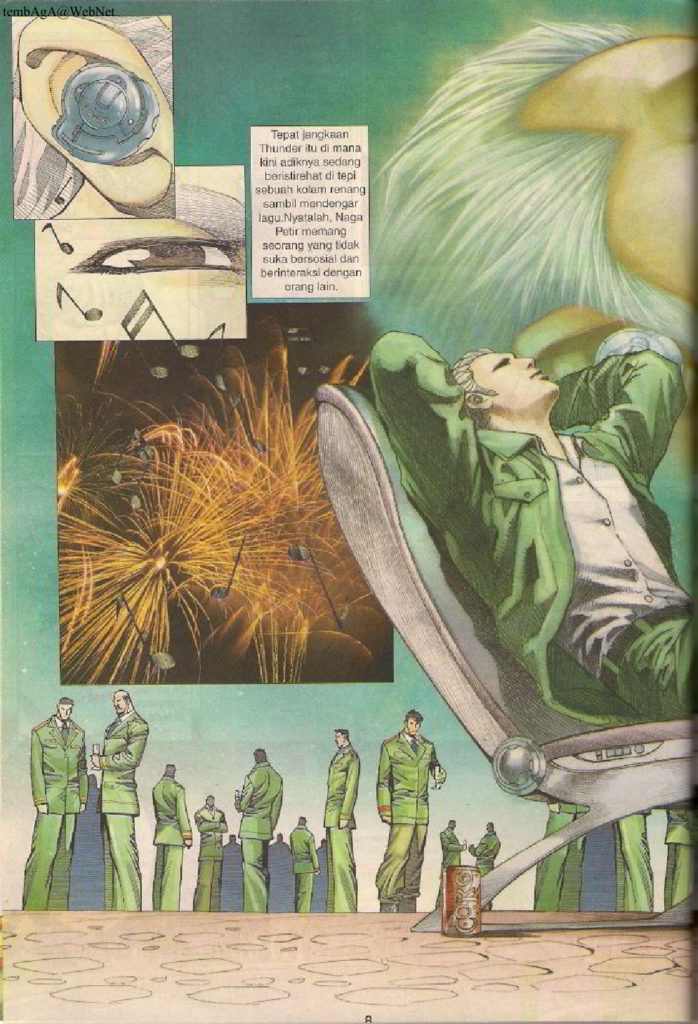 tembAgA@WebNet
Tepat jangkaan
Thunder itu di mana
kini adiknya sedang
beristirehat di tepi
sebuah kolam renang
sambil mendengar
lagu.Nyatalah, Naga
Petir memang
seorang yang tidak
suka bersosial dan
berinteraksi dengan
orang lain.
8